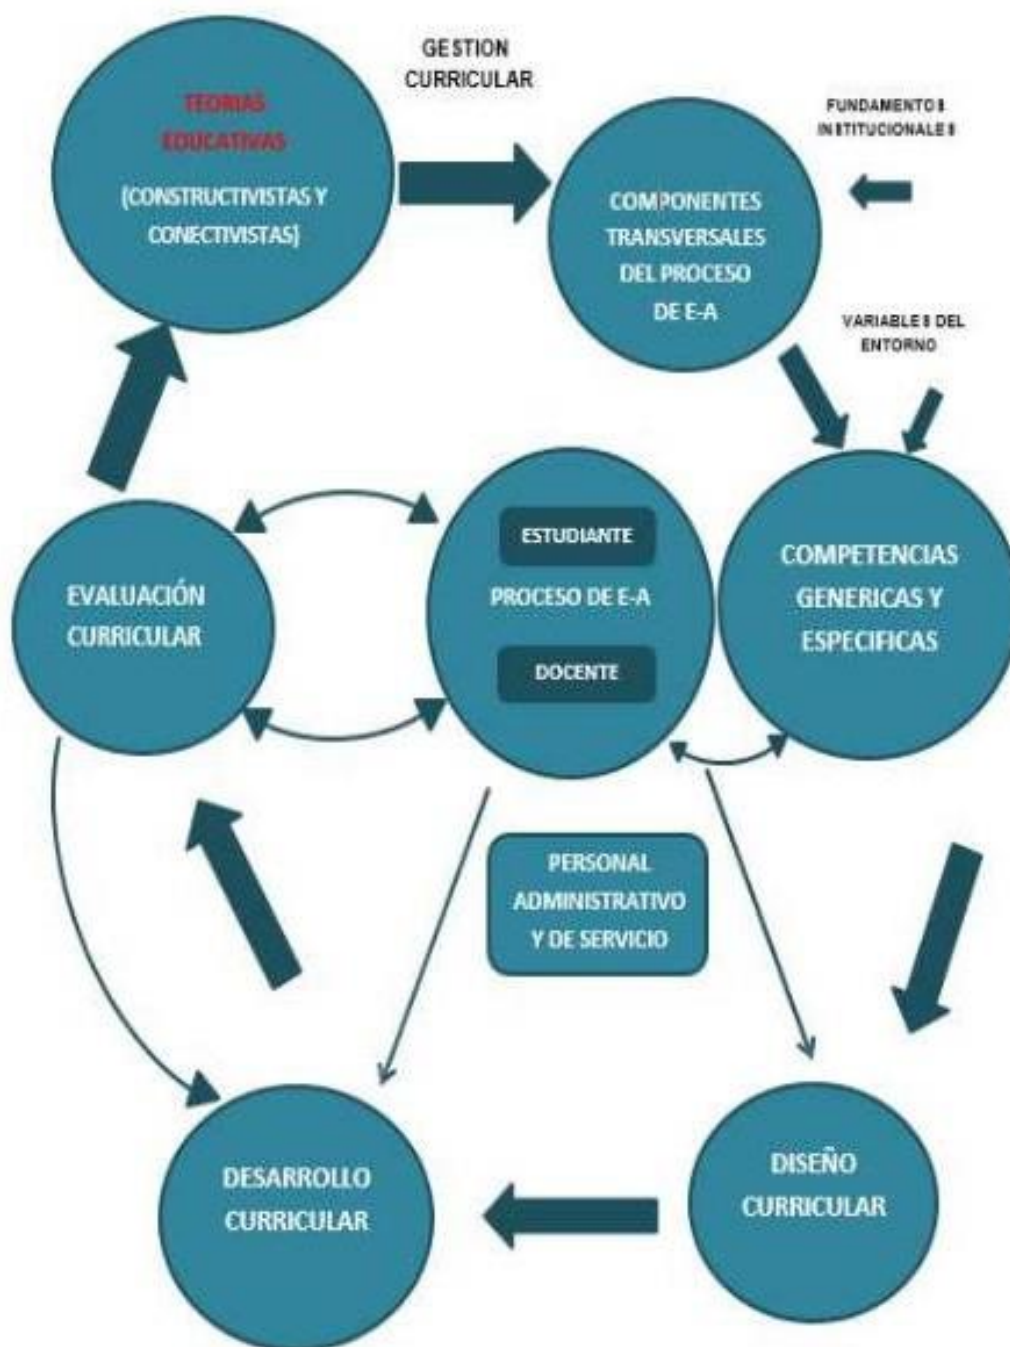 TEORIAS
EDUCATIVAS
(CONSTRUCTIVISTAS Y
CONECTIVISTAS)
GESTION
CURRICULAR
FUNDAMENTOS
INSTITUCIONALES
COMPONENTES
TRANSVERSALES
DEL PROCESO
DE E-A
VARIABLES DEL
ENTORNO
EVALUACIÓN
CURRICULAR
ESTUDIANTE
PROCESO DE E-A
DOCENTE
COMPETENCIAS
GENERICAS Y
ESPECIFICAS
PERSONAL
ADMINISTRATIVO
Y DE SERVICIO
DESARROLLO
CURRICULAR
DISEÑO
CURRICULAR